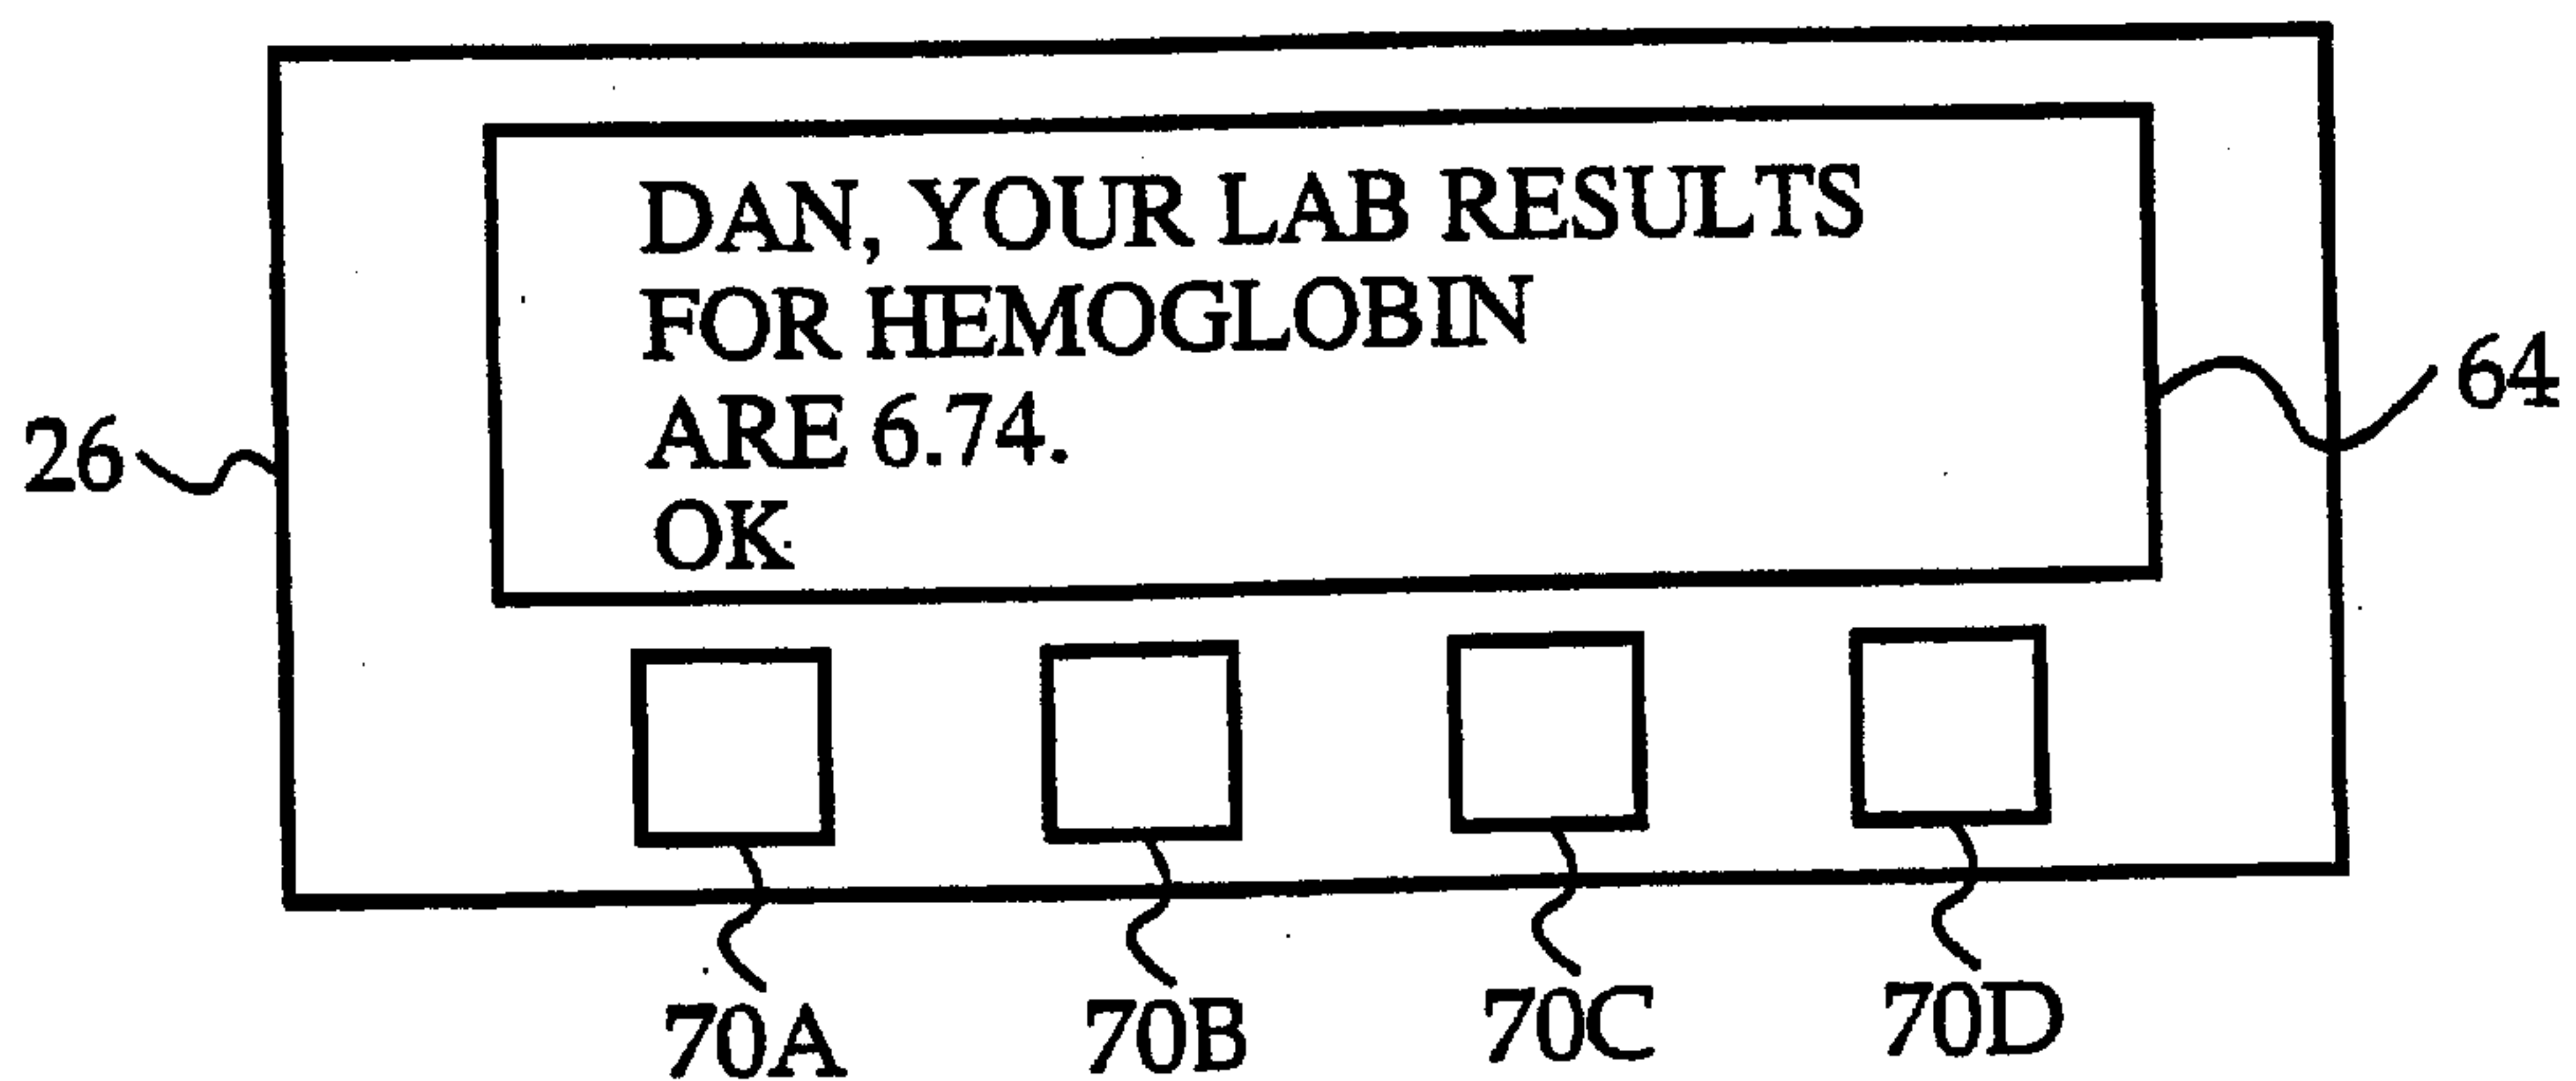 DAN, YOUR LAB RESULTS
FOR HEMOGLOBIN
ARE 6.74.
OK
64
26
70A 70B 70C 70D